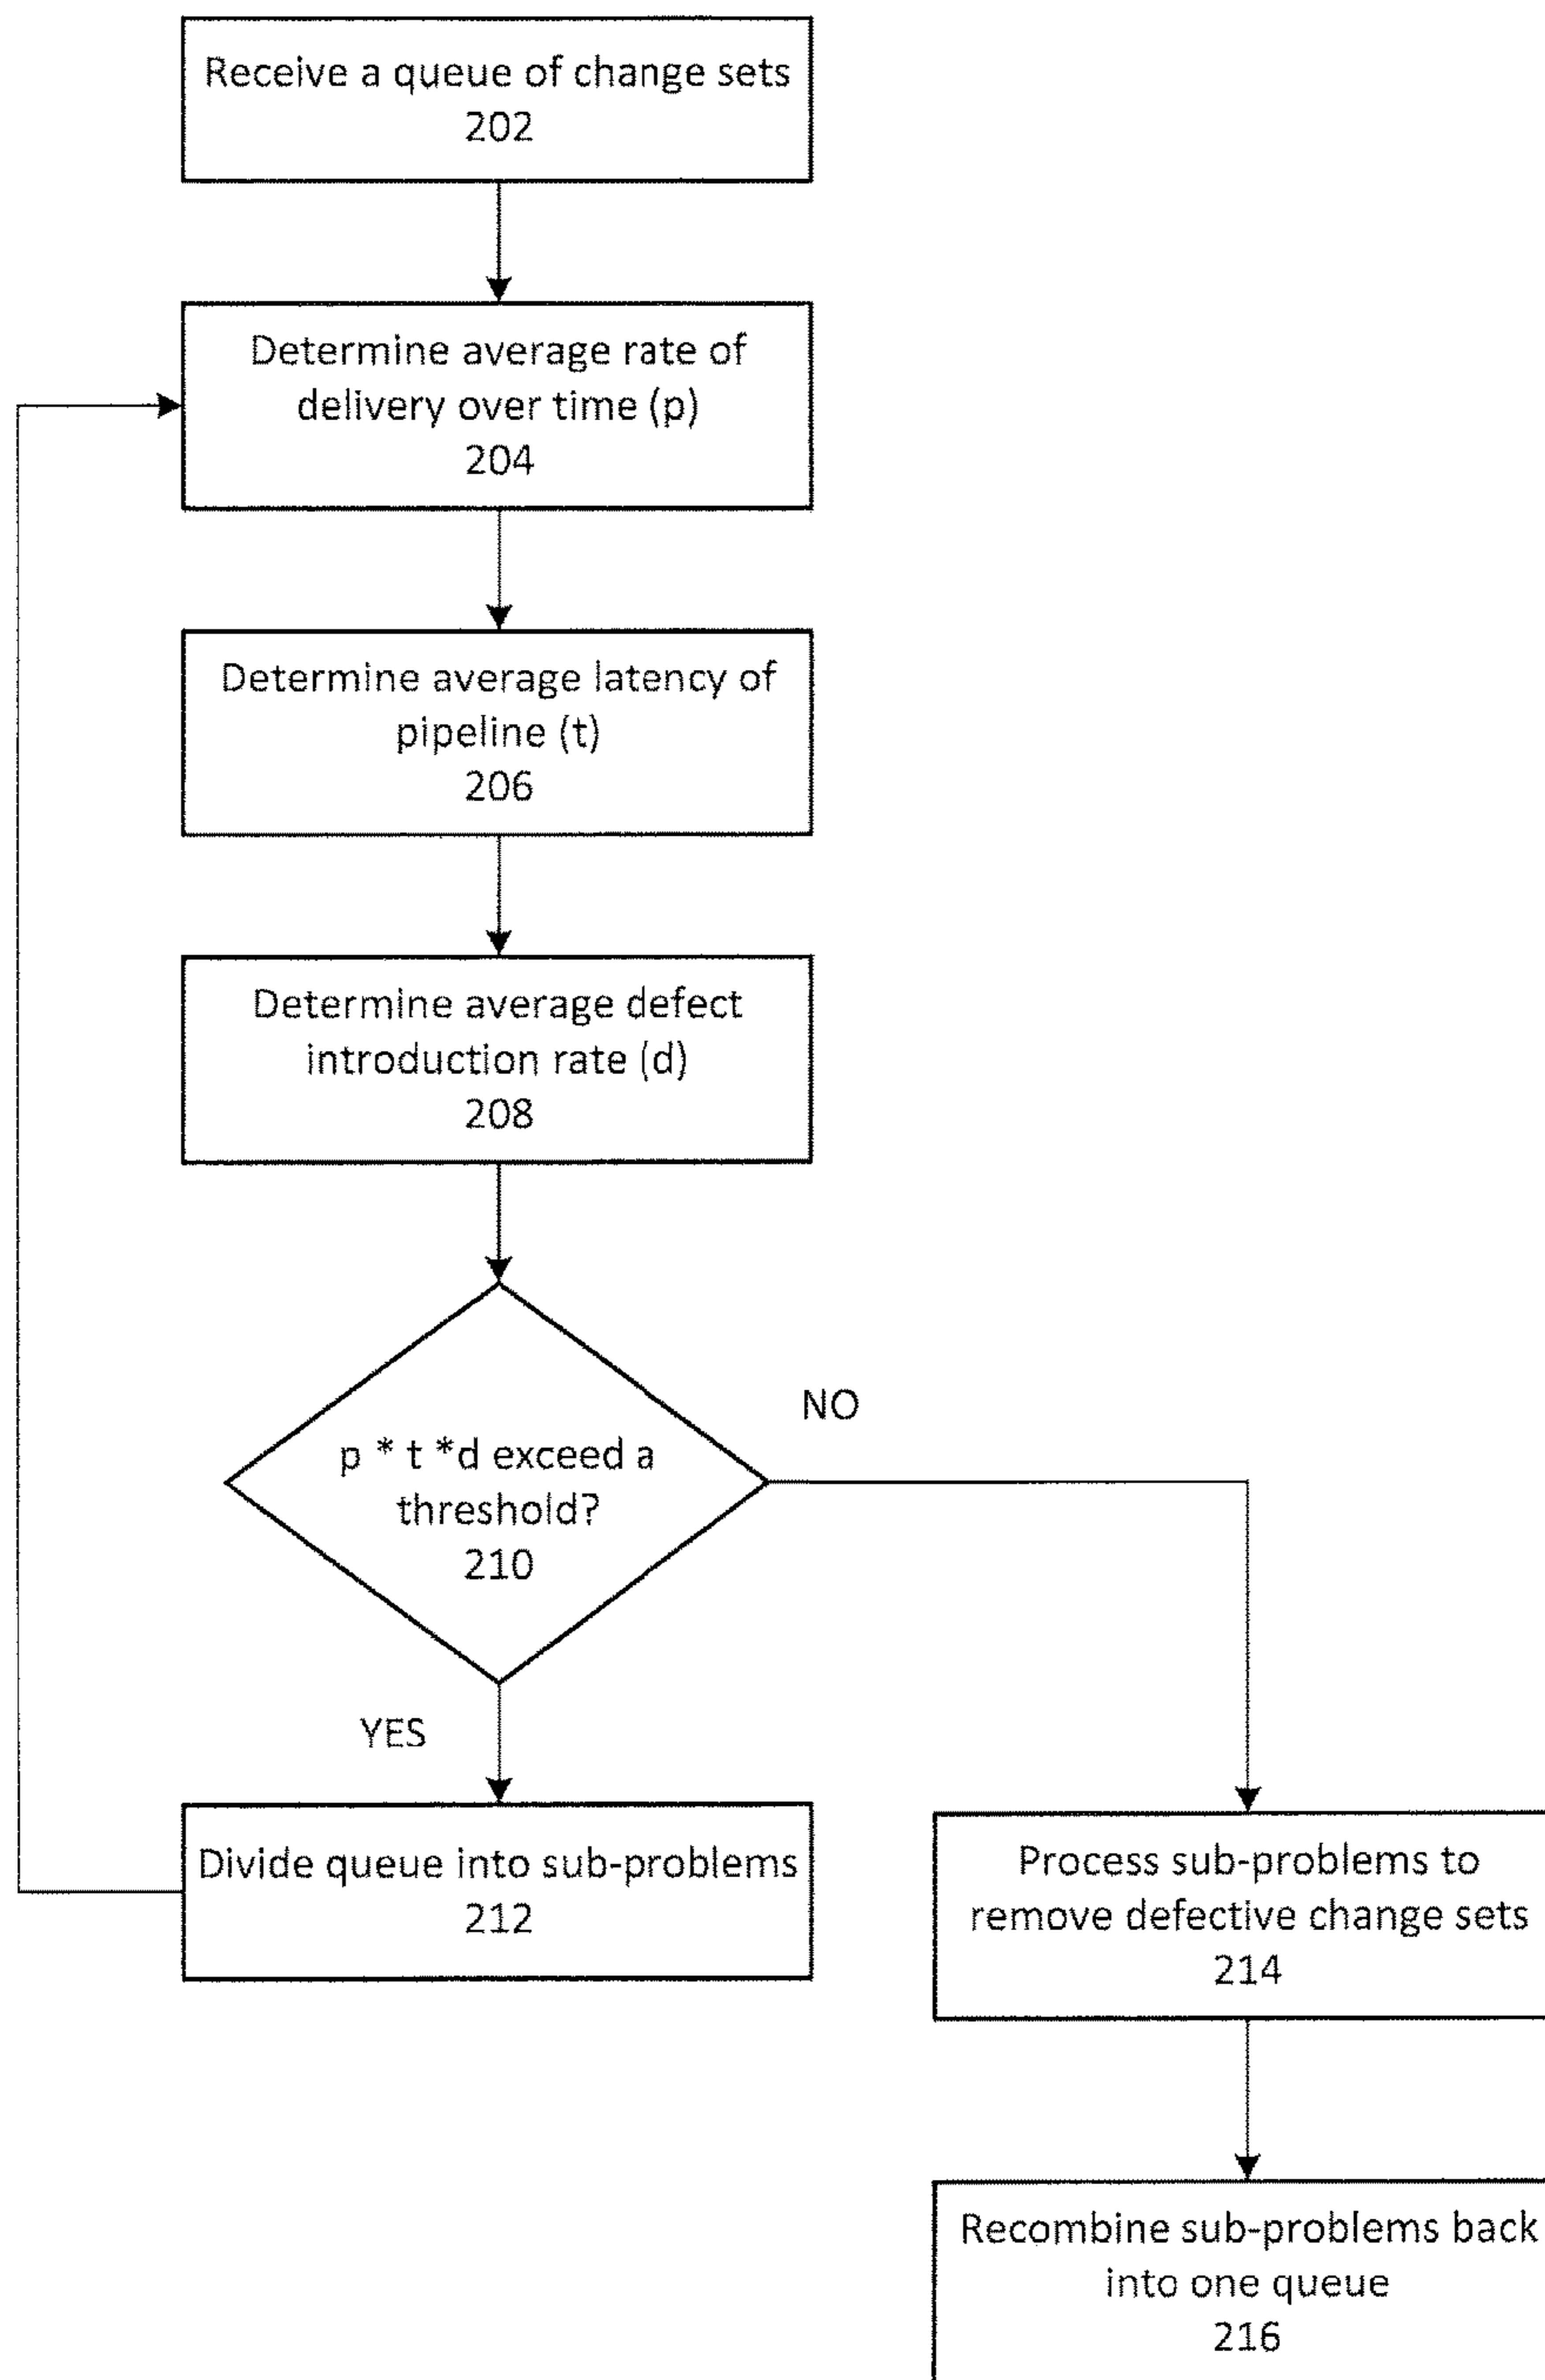 Receive a queue of change sets
202
Determine average rate of
delivery over time (p)
204
Determine average latency of
pipeline (t)
206
Determine average defect
introduction rate (d)
208
p * t *d exceed a
threshold?
210
NO
YES
Divide queue into sub-problems
212
Process sub-problems to
remove defective change sets
214
Recombine sub-problems back
into one queue
216